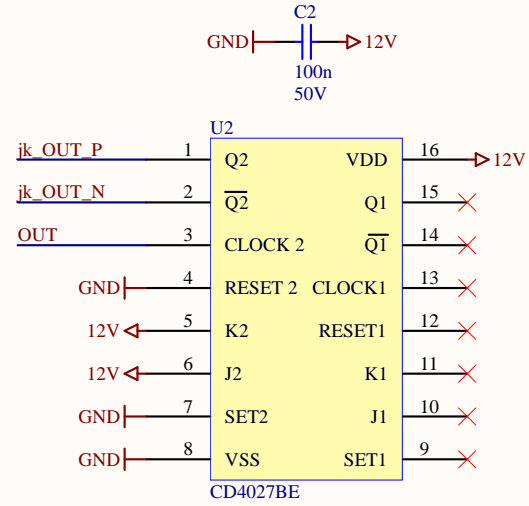 C2
GND 12V
100n
50V
U2
jk_OUT_P 1 Q2 VDD 16 12V
jk_OUT_N 2 Q2 Q1 15
OUT 3 CLOCK 2 Q1 14
GND 4 RESET 2 CLOCK1 13
12V 5 K2 RESET1 12
12V 6 J2 K1 11
GND 7 SET2 J1 10
GND 8 VSS SET1 9
CD4027BE